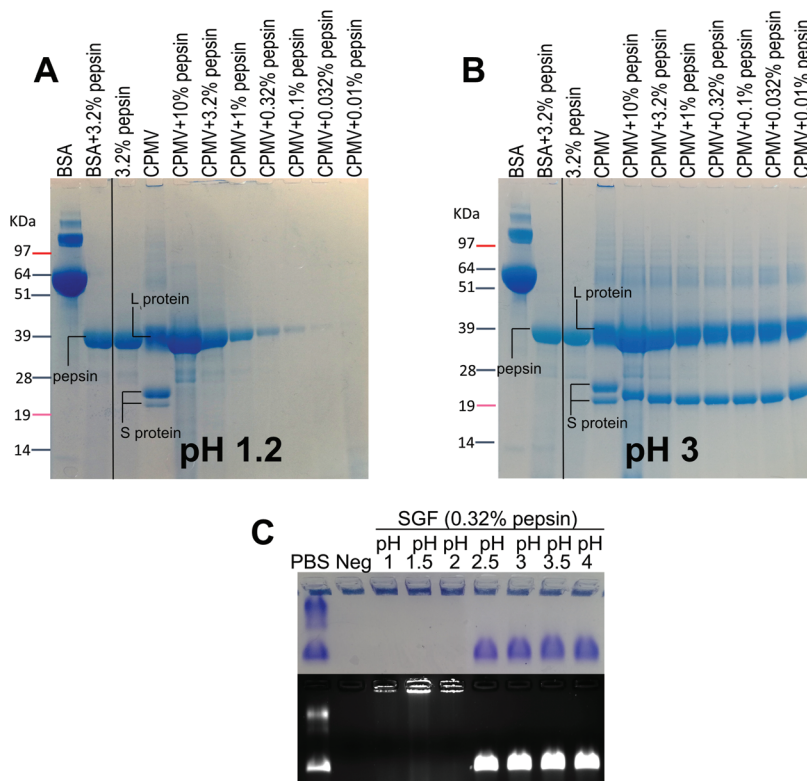 A
BSA
BSA+3.2% pepsin
3.2% pepsin
CPMV
CPMV+10% pepsin
CPMV+3.2% pepsin
CPMV+1% pepsin
CPMV+0.32% pepsin
CPMV+0.1% pepsin
CPMV+0.032% pepsin
CPMV+0.01% pepsin
KDa
97
64
51
39
28
19
14
L protein
pepsin
S protein
pH 1.2
B
BSA
BSA+3.2% pepsin
3.2% pepsin
CPMV
CPMV+10% pepsin
CPMV+3.2% pepsin
CPMV+1% pepsin
CPMV+0.32% pepsin
CPMV+0.1% pepsin
CPMV+0.032% pepsin
CPMV+0.01% pepsin
KDa
97
64
51
39
28
19
14
L protein
pepsin
S protein
pH 3
C
SGF (0.32% pepsin)
pH pH pH pH pH pH pH
PBS Neg 1 1.5 2 2.5 3 3.5 4